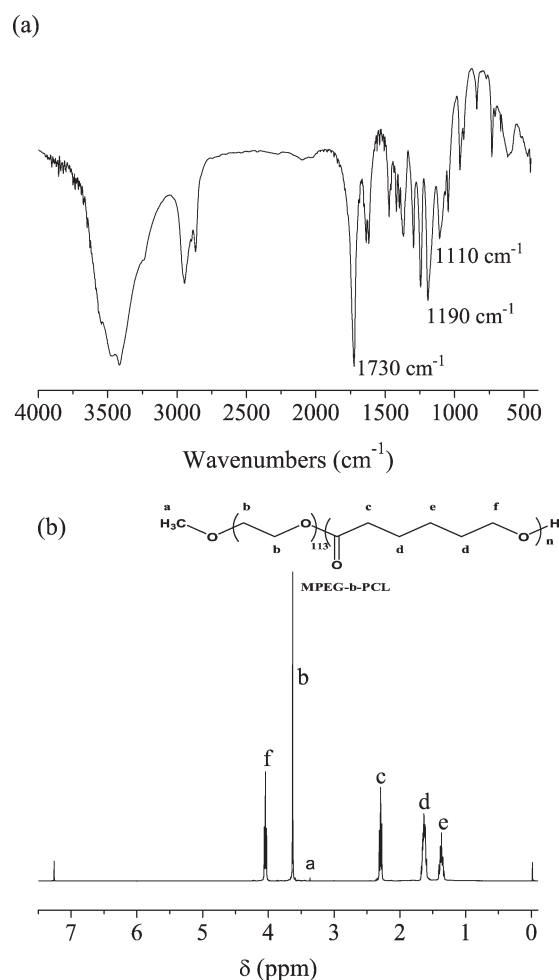 (a)
1110 cm⁻¹
1190 cm⁻¹
1730 cm⁻¹
4000 3500 3000 2500 2000 1500 1000 500
Wavenumbers (cm⁻¹)
(b)
a b c e f
H₃C O O O H
b 113 d d n
O
MPEG-b-PCL
b
f
c
d
e
a
7 6 5 4 3 2 1 0
δ (ppm)